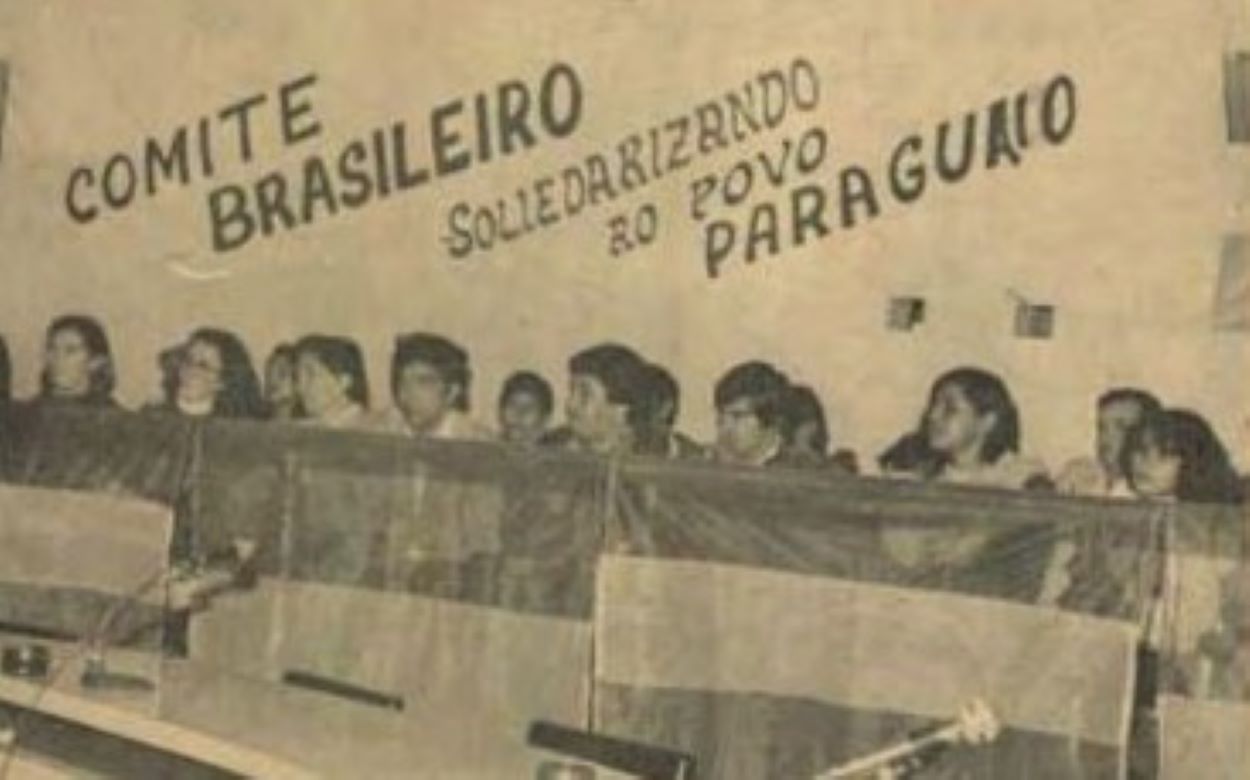 COMITE
BRASILEIRO
SOLIEDARIZANDO
AO POVO
PARAGUAIO